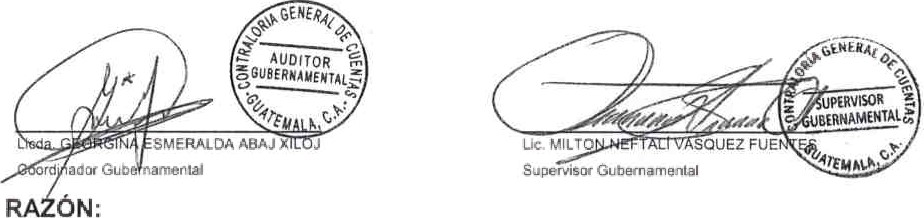 CONTRALORIA GENERAL DE CUENTAS
AUDITOR
GUBERNAMENTAL
GUATEMALA, C.A.
Licda. GEORGINA ESMERALDA ABAJ XILOJ
Coordinador Gubernamental
CONTRALORIA GENERAL DE CUENTAS
SUPERVISOR
GUBERNAMENTAL
GUATEMALA, C.A.
Lic. MILTON NEFTALÍ VASQUEZ FUENTES
Supervisor Gubernamental
RAZÓN: